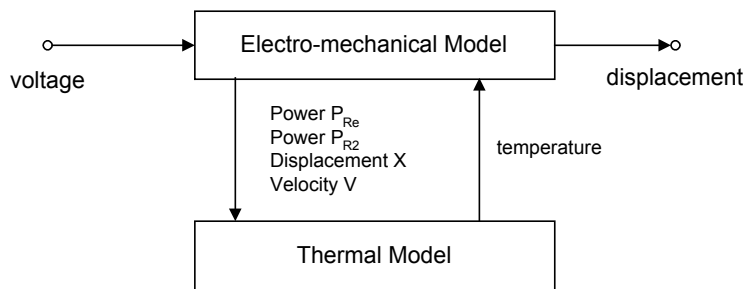 Electro-mechanical Model
voltage
displacement
Power P_Re
Power P_R2
Displacement X
Velocity V
temperature
Thermal Model